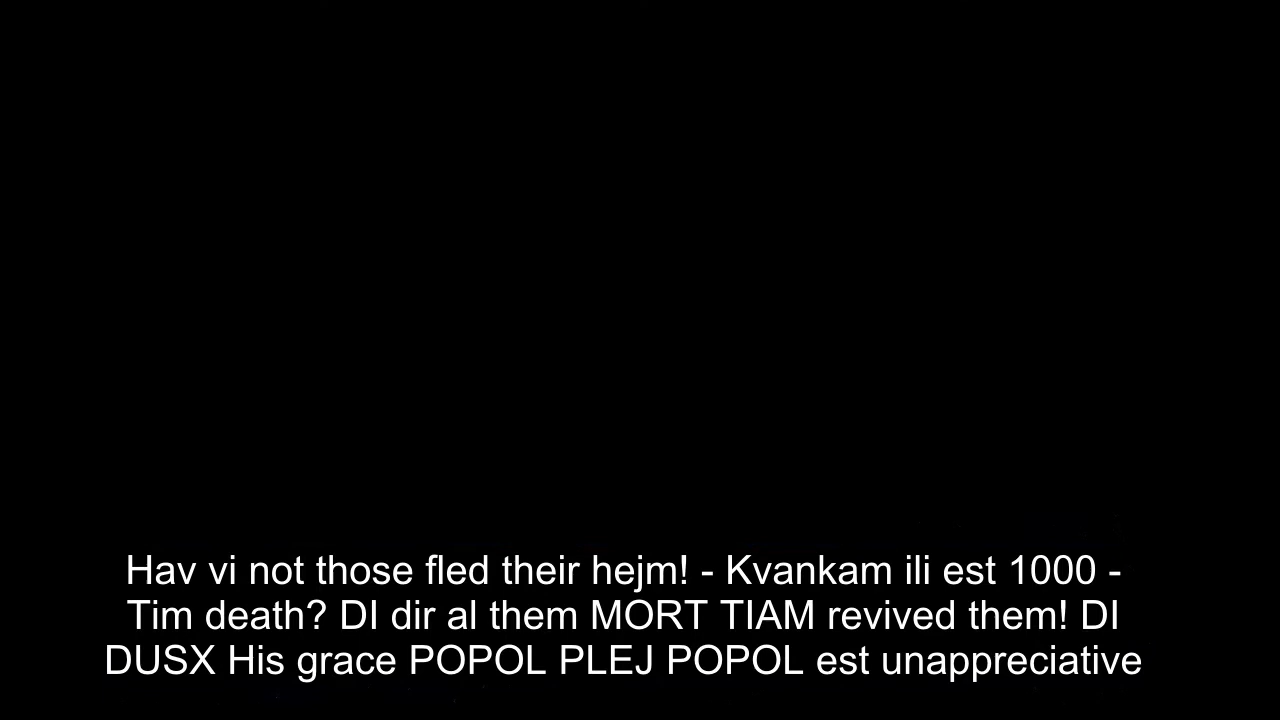 Hav vi not those fled their hejm! - Kvankam ili est 1000 -
Tim death? DI dir al them MORT TIAM revived them! DI
DUSX His grace POPOL PLEJ POPOL est unappreciative